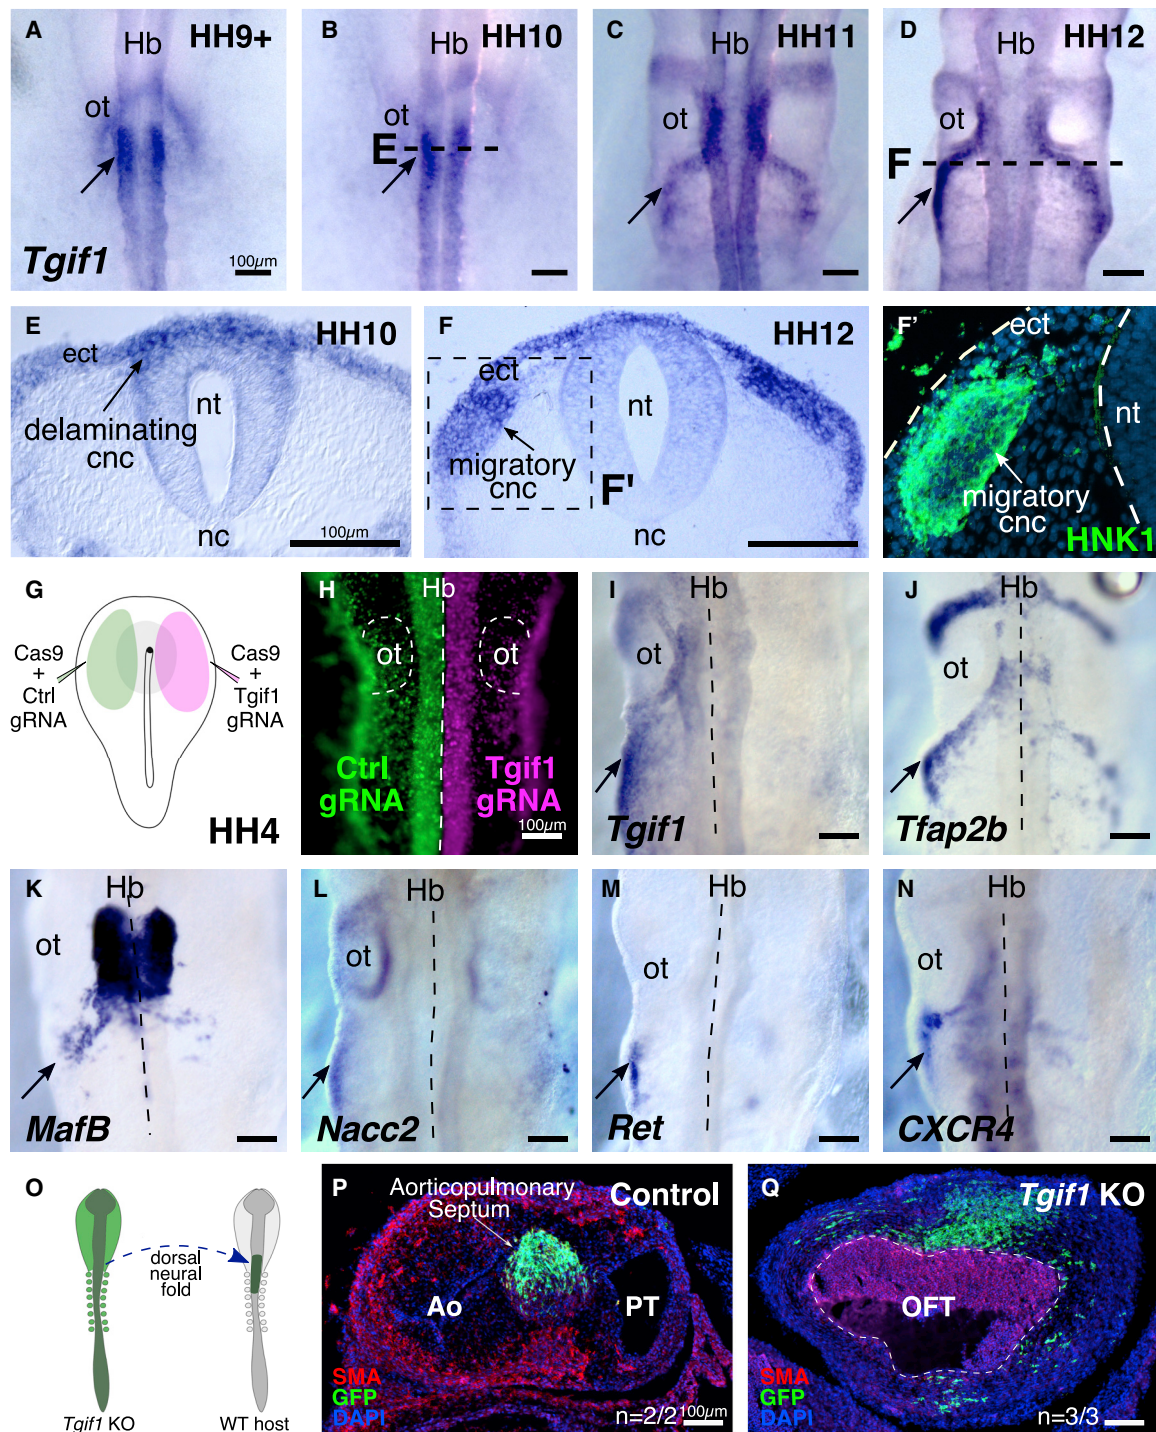 A
Hb
HH9+
ot
Tgif1
100µm
B
Hb
HH10
ot
E
C
Hb
HH11
ot
D
Hb
HH12
ot
F
E
HH10
ect
nt
delaminating
cnc
nc
100µm
F
HH12
ect
nt
migratory
cnc
F'
nc
F'
ect
nt
migratory
cnc
HNK1
G
Cas9
+
Ctrl
gRNA
Cas9
+
Tgif1
gRNA
HH4
H
Hb
ot
ot
Ctrl
gRNA
Tgif1
gRNA
100µm
I
Hb
ot
Tgif1
J
Hb
ot
Tfap2b
K
Hb
ot
MafB
L
Hb
ot
Nacc2
M
Hb
ot
Ret
N
Hb
ot
CXCR4
O
dorsal
neural
fold
Tgif1 KO
WT host
P
Aorticopulmonary
Septum
Control
Ao
PT
SMA
GFP
DAPI
n=2/2
100µm
Q
Tgif1 KO
OFT
SMA
GFP
DAPI
n=3/3